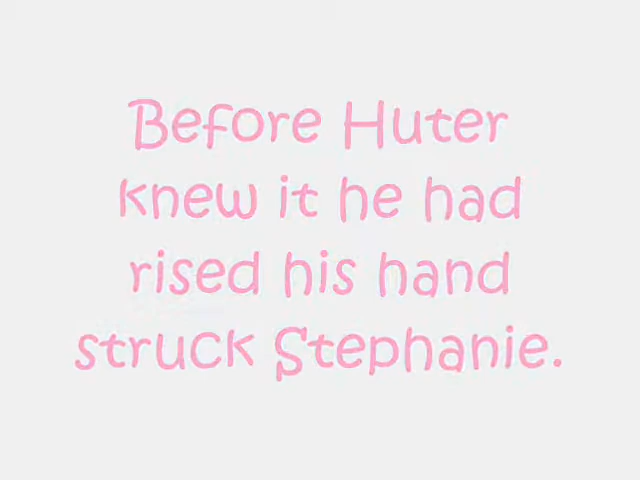 Before Huter
knew it he had
rised his hand
struck Stephanie.